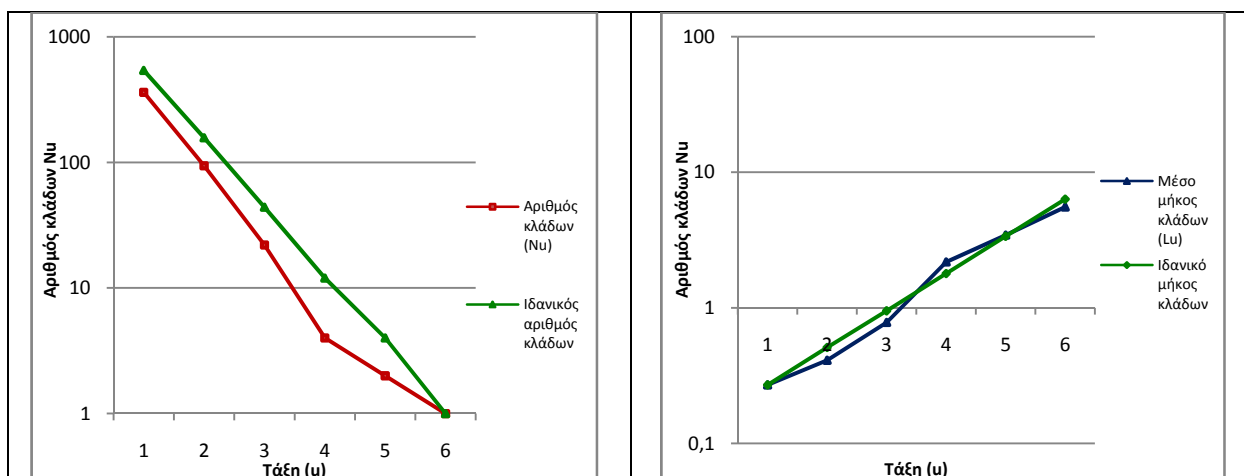 1000
100
10
1
Αριθμός κλάδων Nu
1 2 3 4 5 6
Τάξη (u)
Αριθμός
κλάδων
(Nu)
Ιδανικός
αριθμός
κλάδων
100
10
1
0,1
Αριθμός κλάδων Nu
1 2 3 4 5 6
Τάξη (u)
Μέσο
μήκος
κλάδων
(Lu)
Ιδανικό
μήκος
κλάδων